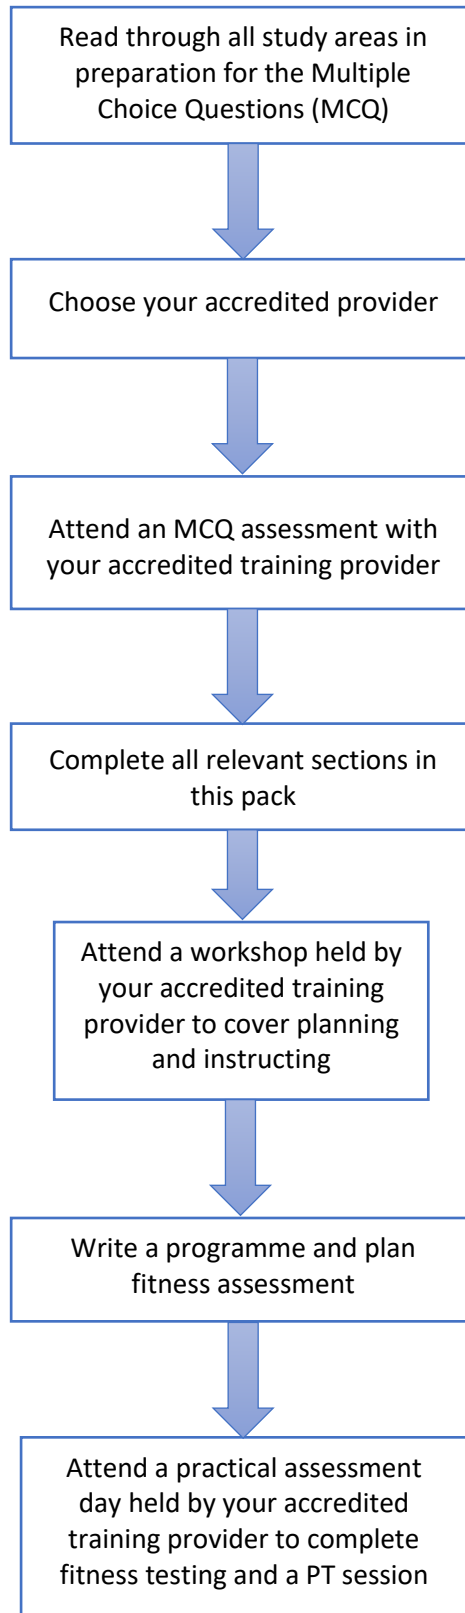 Read through all study areas in
preparation for the Multiple
Choice Questions (MCQ)
Choose your accredited provider
Attend an MCQ assessment with
your accredited training provider
Complete all relevant sections in
this pack
Attend a workshop held by
your accredited training
provider to cover planning
and instructing
Write a programme and plan
fitness assessment
Attend a practical assessment
day held by your accredited
training provider to complete
fitness testing and a PT session